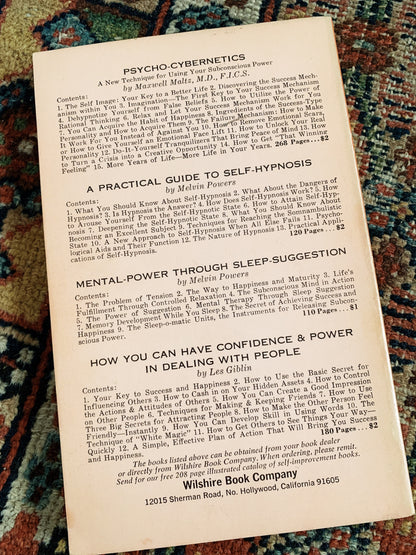 PSYCHO-CYBERNETICS
A New Technique for Using Your Subconscious Power
by Maxwell Maltz, M.D., F.I.C.S.
Contents:
1. The Self Image: Your Key to a Better Life 2. Discovering the Success Mech-
anism within You 3. Imagination—The First Key to Your Success Mechanism
4. Dehypnotize Yourself from False Beliefs 5. How to Utilize the Power of
Rational Thinking 6. Relax and Let Your Success Mechanism Work for You
7. You Can Acquire the Habit of Happiness 8. Ingredients of the Success-Type
Personality and How to Acquire Them 9. The Failure Mechanism: How to Make
It Work For You Instead of Against You 10. How to Remove Emotional Scars,
or How to Give Yourself an Emotional Face Lift 11. How to Unlock Your Real
Personality 12. Do-It-Yourself Tranquilizers That Bring Peace of Mind 13. How
to Turn a Crisis into a Creative Opportunity 14. How to Get "That Winning
Feeling" 15. More Years of Life—More Life in Your Years. 268 Pages...$2
A PRACTICAL GUIDE TO SELF-HYPNOSIS
by Melvin Powers
Contents:
1. What You Should Know About Self-Hypnosis 2. What About the Dangers of
Hypnosis? 3. Is Hypnosis the Answer? 4. How Does Self-Hypnosis Work? 5. How
to Arouse Yourself From the Self-Hypnotic State 6. How to Attain Self-Hyp-
nosis 7. Deepening the Self-Hypnotic State 8. What You Should Know About
Becoming an Excellent Subject 9. Techniques for Reaching the Somnambulistic
State 10. A New Approach to Self-Hypnosis When All Else Fails 11. Psycho-
logical Aids and Their Function 12. The Nature of Hypnosis 13. Practical Appli-
cations of Self-Hypnosis. 120 Pages...$2
MENTAL-POWER THROUGH SLEEP-SUGGESTION
by Melvin Powers
Contents:
1. The Problem of Tension 2. The Way to Happiness and Maturity 3. Life's
Fulfillment Through Controlled Relaxation 4. The Subconscious Mind in Action
5. The Power of Suggestion 6. Mental Therapy Through Sleep Suggestion
7. Memory Development While You Sleep 8. The Secret of Achieving Success and
Happiness 9. The Sleep-o-matic Units, the Instruments for Releasing Subcon-
scious Power. 110 Pages...$1
HOW YOU CAN HAVE CONFIDENCE & POWER
IN DEALING WITH PEOPLE
by Les Giblin
Contents:
1. Your Key to Success and Happiness 2. How to Use the Basic Secret for
Influencing Others 3. How to Cash in on Your Hidden Assets 4. How to Control
the Actions & Attitudes of Others 5. How You Can Create a Good Impression
on Other People 6. Techniques for Making & Keeping Friends 7. How to Use
Three Big Secrets for Attracting People 8. How to Make the Other Person Feel
Friendly—Instantly 9. How You Can Develop Skill in Using Words 10. The
Technique of "White Magic" 11. How to Get Others to See Things Your Way—
Quickly 12. A Simple, Effective Plan of Action That Will Bring You Success
and Happiness. 180 Pages...$2
The books listed above can be obtained from your book dealer
or directly from Wilshire Book Company. When ordering, please remit.
Send for our free 208 page illustrated catalog of self-improvement books.
Wilshire Book Company
12015 Sherman Road, No. Hollywood, California 91605